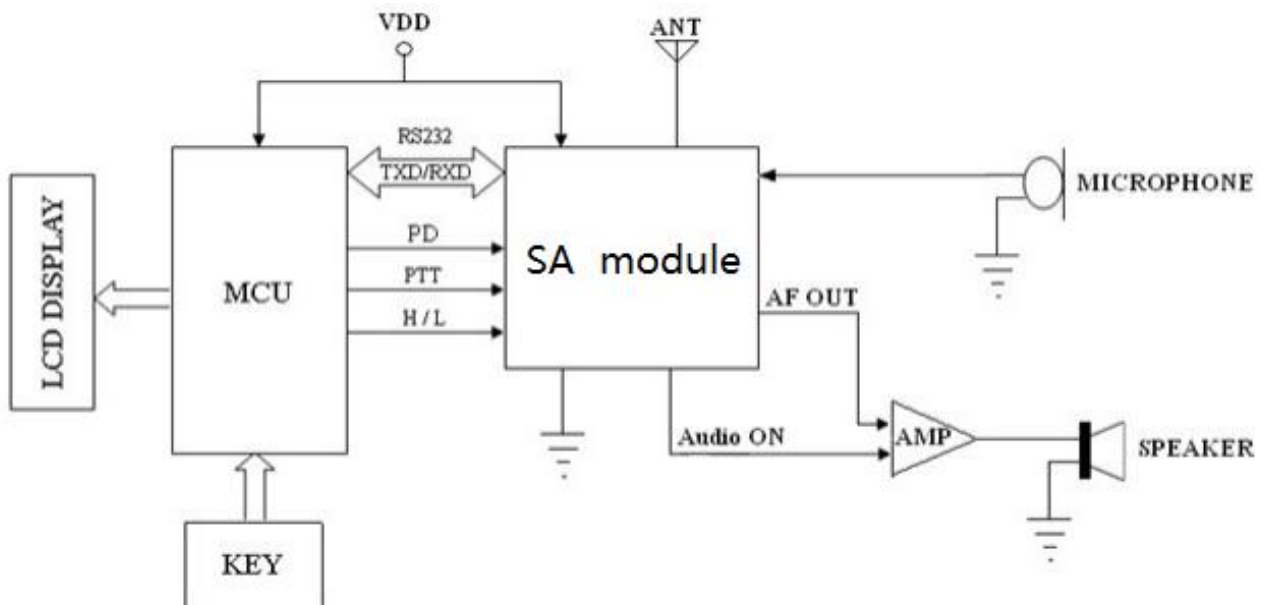 VDD
ANT
RS232
TXD/RXD
MICROPHONE
LCD DISPLAY
MCU
PD
PTT
H / L
SA module
AF OUT
Audio ON
AMP
SPEAKER
KEY